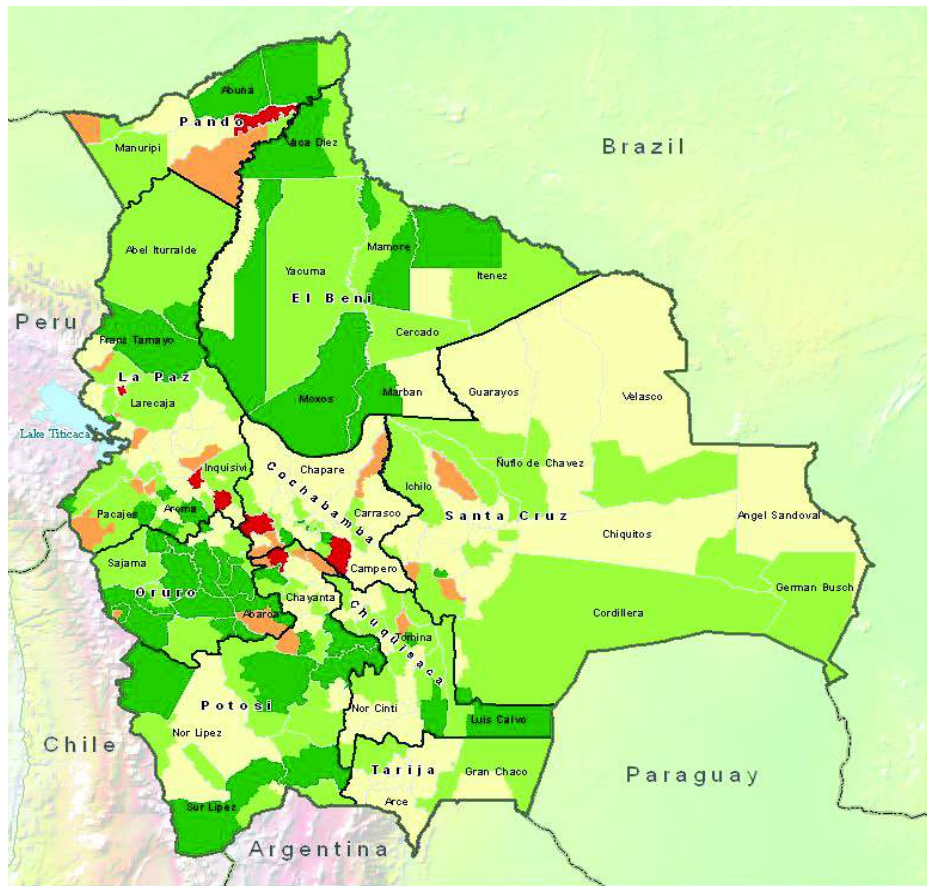 Abuna
Pando
Manuripi
Vaca Diez
Brazil
Abel Iturralde
Mamore
Yacuma
Itenez
El Beni
Peru
Cercado
Franz Tamayo
La Paz
Moxos
Marban
Guarayos
Velasco
Larecaja
Lake Titicaca
Inquisivi
Chapare
Ñuflo de Chavez
Ichilo
Cochabamba
Pacajes
Aroma
Carrasco
Santa Cruz
Angel Sandoval
Chiquitos
Sajama
Campero
Oruro
Chayanta
German Busch
Abaroa
Cordillera
Chuquisaca
Tomina
Potosi
Nor Cinti
Luis Calvo
Nor Lipez
Chile
Tarija
Gran Chaco
Paraguay
Sur Lipez
Arce
Argentina